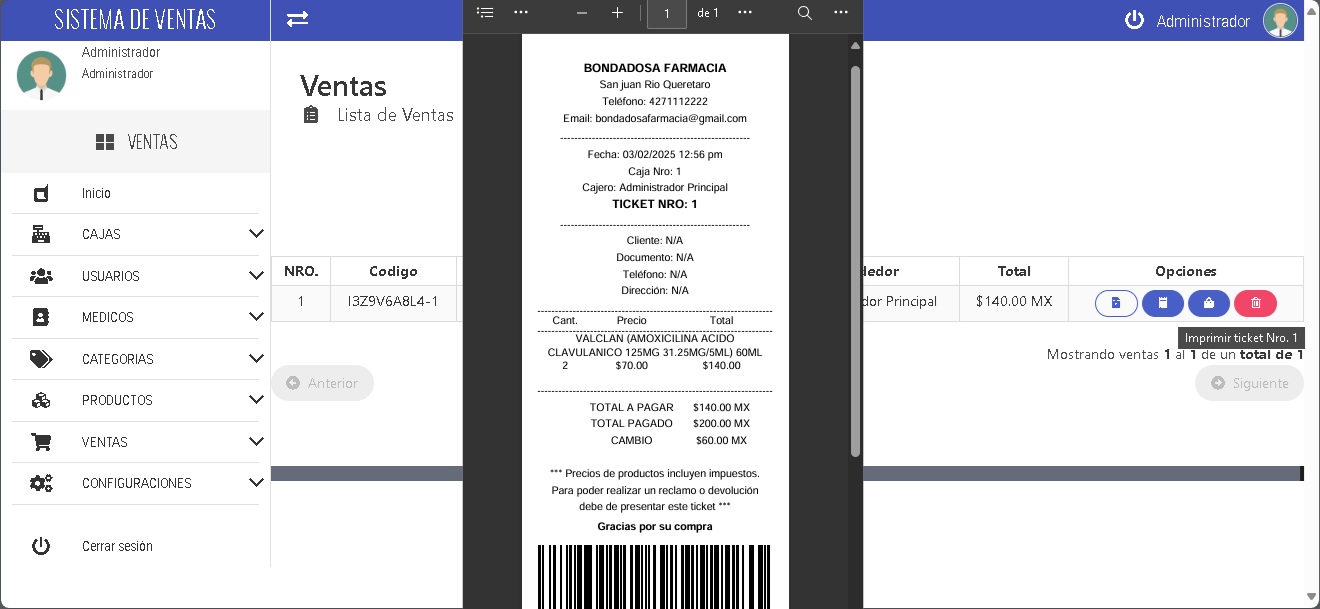 SISTEMA DE VENTAS
Administrador
Administrador
Administrador
VENTAS
Inicio
CAJAS
USUARIOS
MEDICOS
CATEGORIAS
PRODUCTOS
VENTAS
CONFIGURACIONES
Cerrar sesión
Ventas
Lista de Ventas
NRO. Codigo
1 I3Z9V6A8L4-1
Anterior
1 de 1
BONDADOSA FARMACIA
San juan Rio Queretaro
Teléfono: 4271112222
Email: bondadosafarmacia@gmail.com
------------------------------------------------------
Fecha: 03/02/2025 12:56 pm
Caja Nro: 1
Cajero: Administrador Principal
TICKET NRO: 1
------------------------------------------------------
Cliente: N/A
Documento: N/A
Teléfono: N/A
Dirección: N/A
-------------------------------------------------------------------
Cant. Precio Total
-------------------------------------------------------------------
VALCLAN (AMOXICILINA ACIDO
CLAVULANICO 125MG 31.25MG/5ML) 60ML
2 $70.00 $140.00
-------------------------------------------------------------------
TOTAL A PAGAR $140.00 MX
TOTAL PAGADO $200.00 MX
CAMBIO $60.00 MX
*** Precios de productos incluyen impuestos.
Para poder realizar un reclamo o devolución
debe de presentar este ticket ***
Gracias por su compra
dedor Total Opciones
dor Principal $140.00 MX
Imprimir ticket Nro. 1
Mostrando ventas 1 al 1 de un total de 1
Siguiente